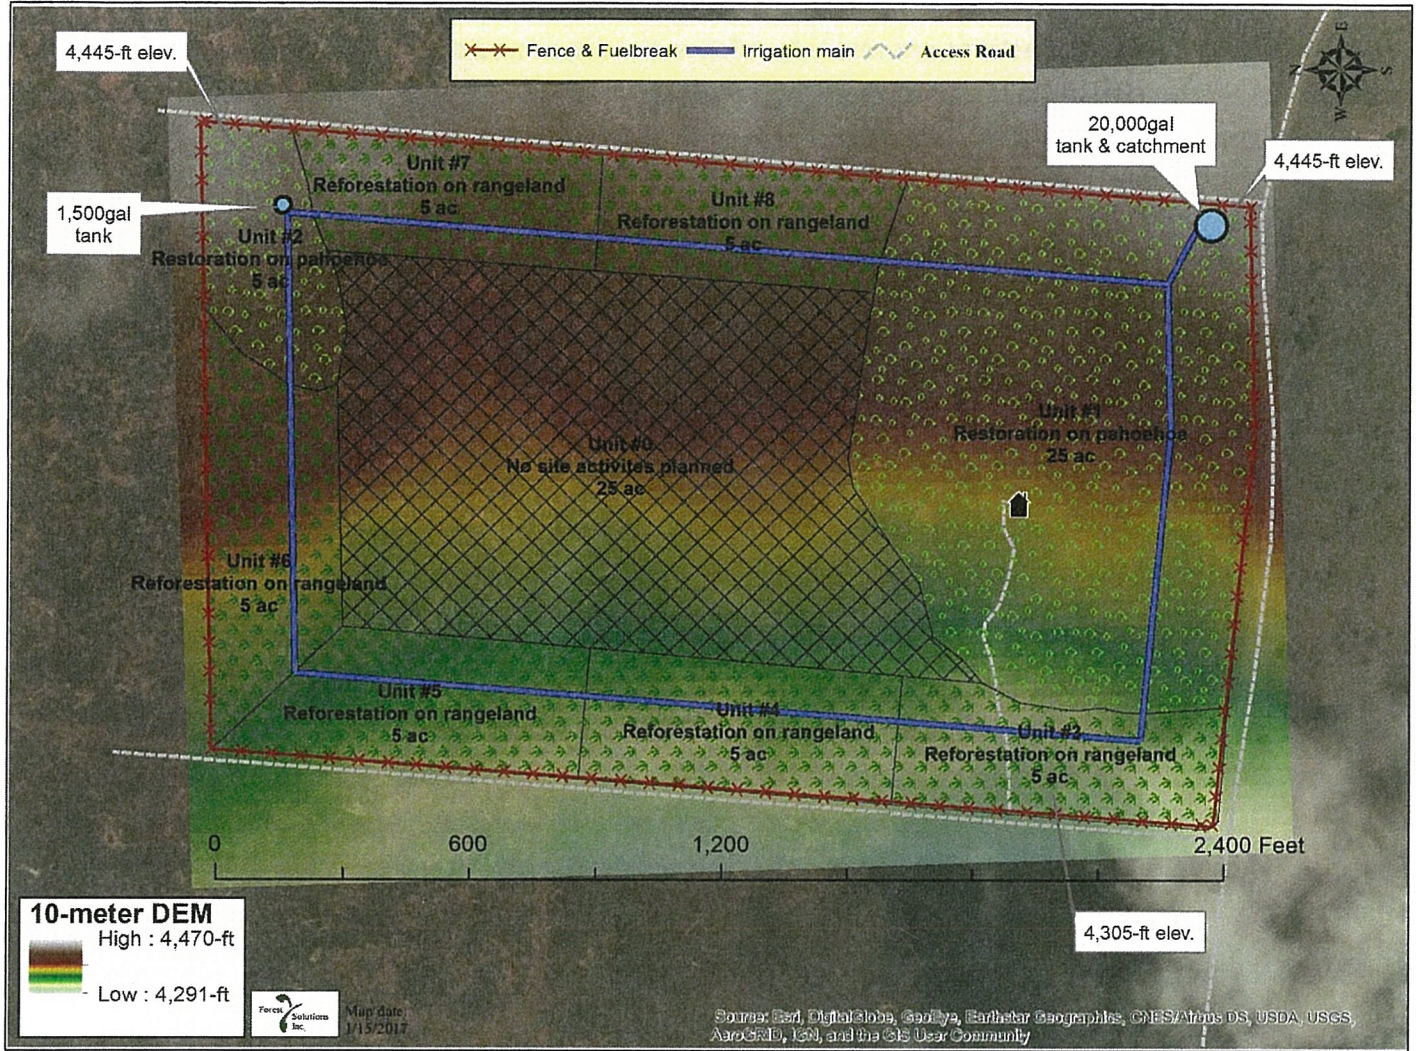 4,445-ft elev.
Fence & Fuelbreak
Irrigation main
Access Road
N
E
S
W
20,000gal
tank & catchment
4,445-ft elev.
1,500gal
tank
Unit #7
Reforestation on rangeland
5 ac
Unit #8
Reforestation on rangeland
5 ac
Unit #2
Restoration on pahoehoe
5 ac
Unit #1
Restoration on pahoehoe
25 ac
Unit #0
No site activites planned
25 ac
Unit #6
Reforestation on rangeland
5 ac
Unit #5
Reforestation on rangeland
5 ac
Unit #4
Reforestation on rangeland
5 ac
Unit #3
Reforestation on rangeland
5 ac
0
600
1,200
2,400 Feet
4,305-ft elev.
10-meter DEM
High : 4,470-ft
Low : 4,291-ft
Forest
Solutions
Inc.
Map date
1/15/2017
Source: Esri, DigitalGlobe, GeoEye, Earthstar Geographics, CNES/Airbus DS, USDA, USGS,
AeroGRID, IGN, and the GIS User Community